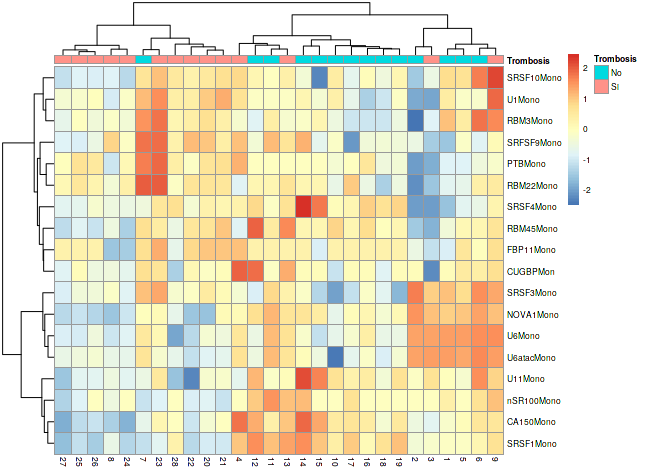 Trombosis
SRSF10Mono
U1Mono
RBM3Mono
SRFSF9Mono
PTBMono
RBM22Mono
SRSF4Mono
RBM45Mono
FBP11Mono
CUGBPMon
SRSF3Mono
NOVA1Mono
U6Mono
U6atacMono
U11Mono
nSR100Mono
CA150Mono
SRSF1Mono
27 25 26 8 24 7 23 28 22 20 21 4 12 11 13 14 15 10 17 16 18 19 2 3 1 5 6 9
2
1
0
-1
-2
Trombosis
No
SI